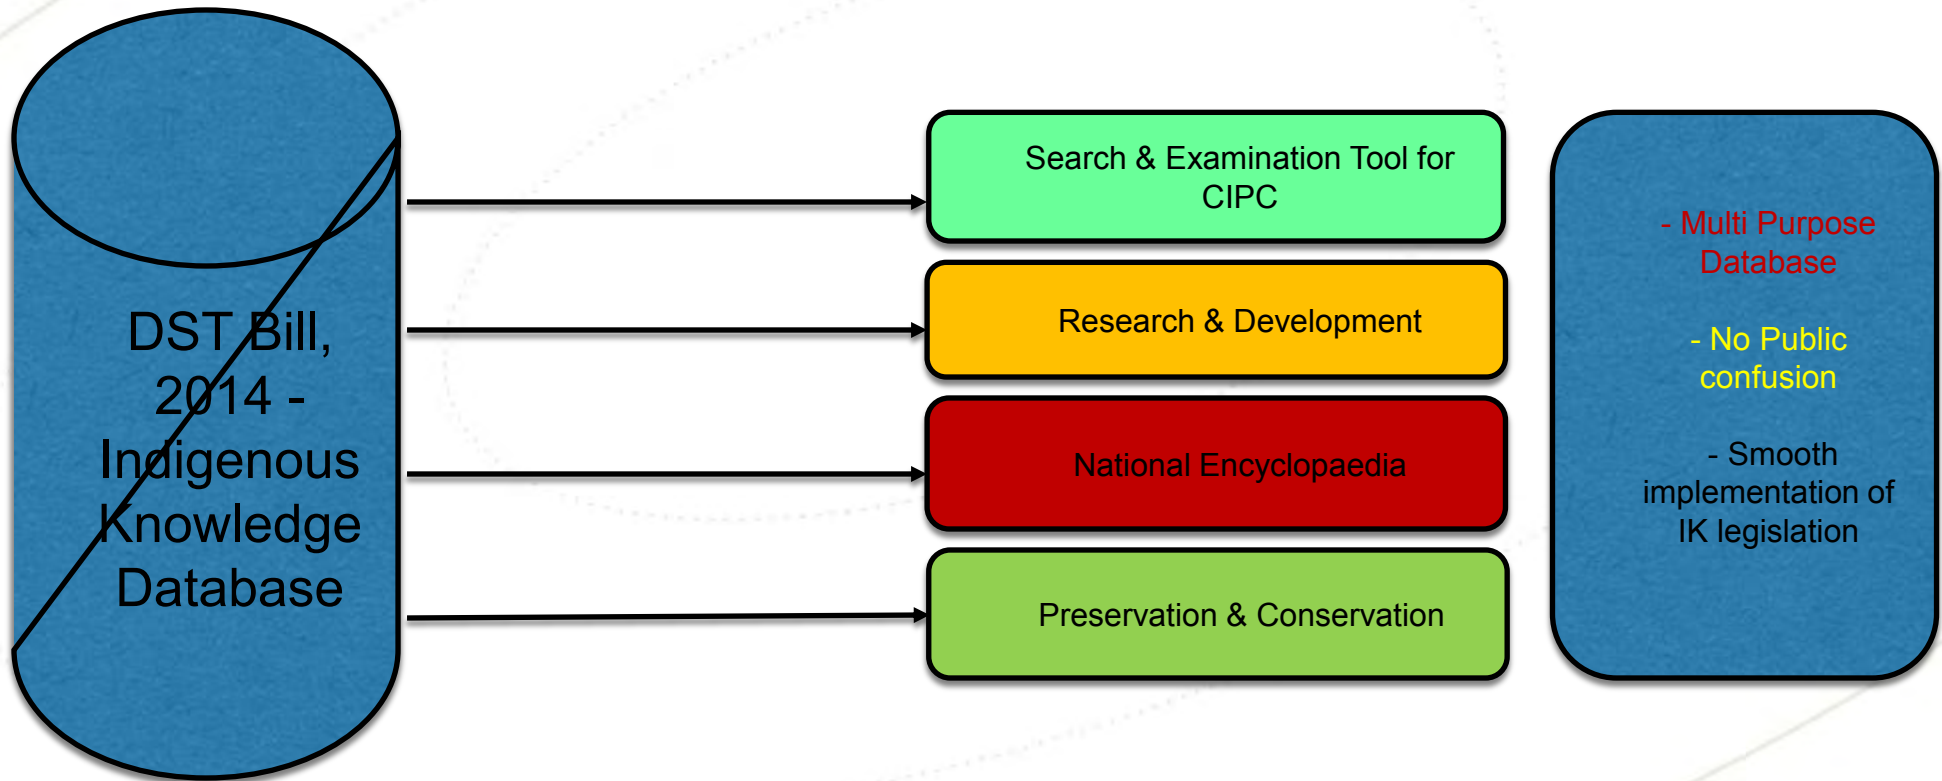 DST Bill,
2014 -
Indigenous
Knowledge
Database
Search & Examination Tool for
CIPC
Research & Development
National Encyclopaedia
Preservation & Conservation
- Multi Purpose
Database
- No Public
confusion
- Smooth
implementation of
IK legislation